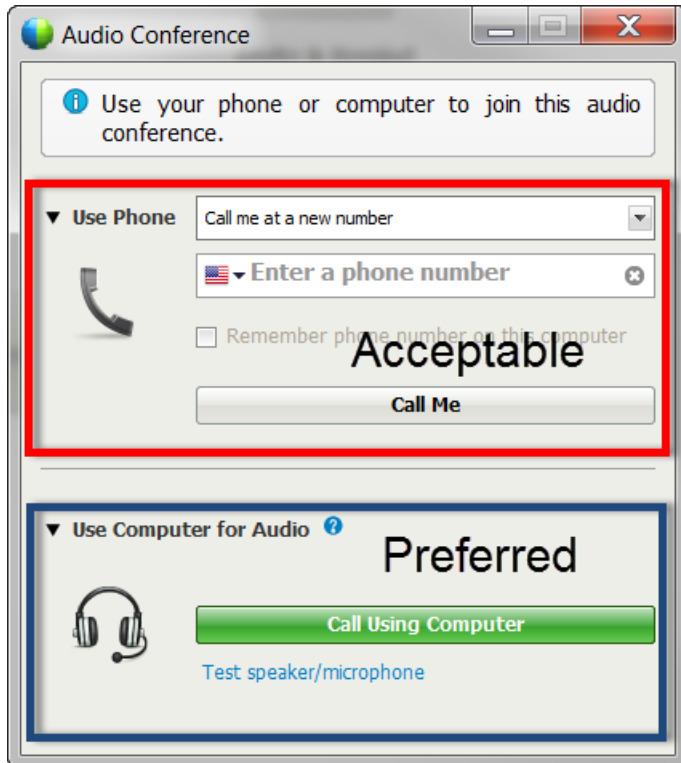 Audio Conference
Use your phone or computer to join this audio
conference.
Use Phone
Call me at a new number
Enter a phone number
Remember phone number on this computer
Acceptable
Call Me
Use Computer for Audio
Preferred
Call Using Computer
Test speaker/microphone